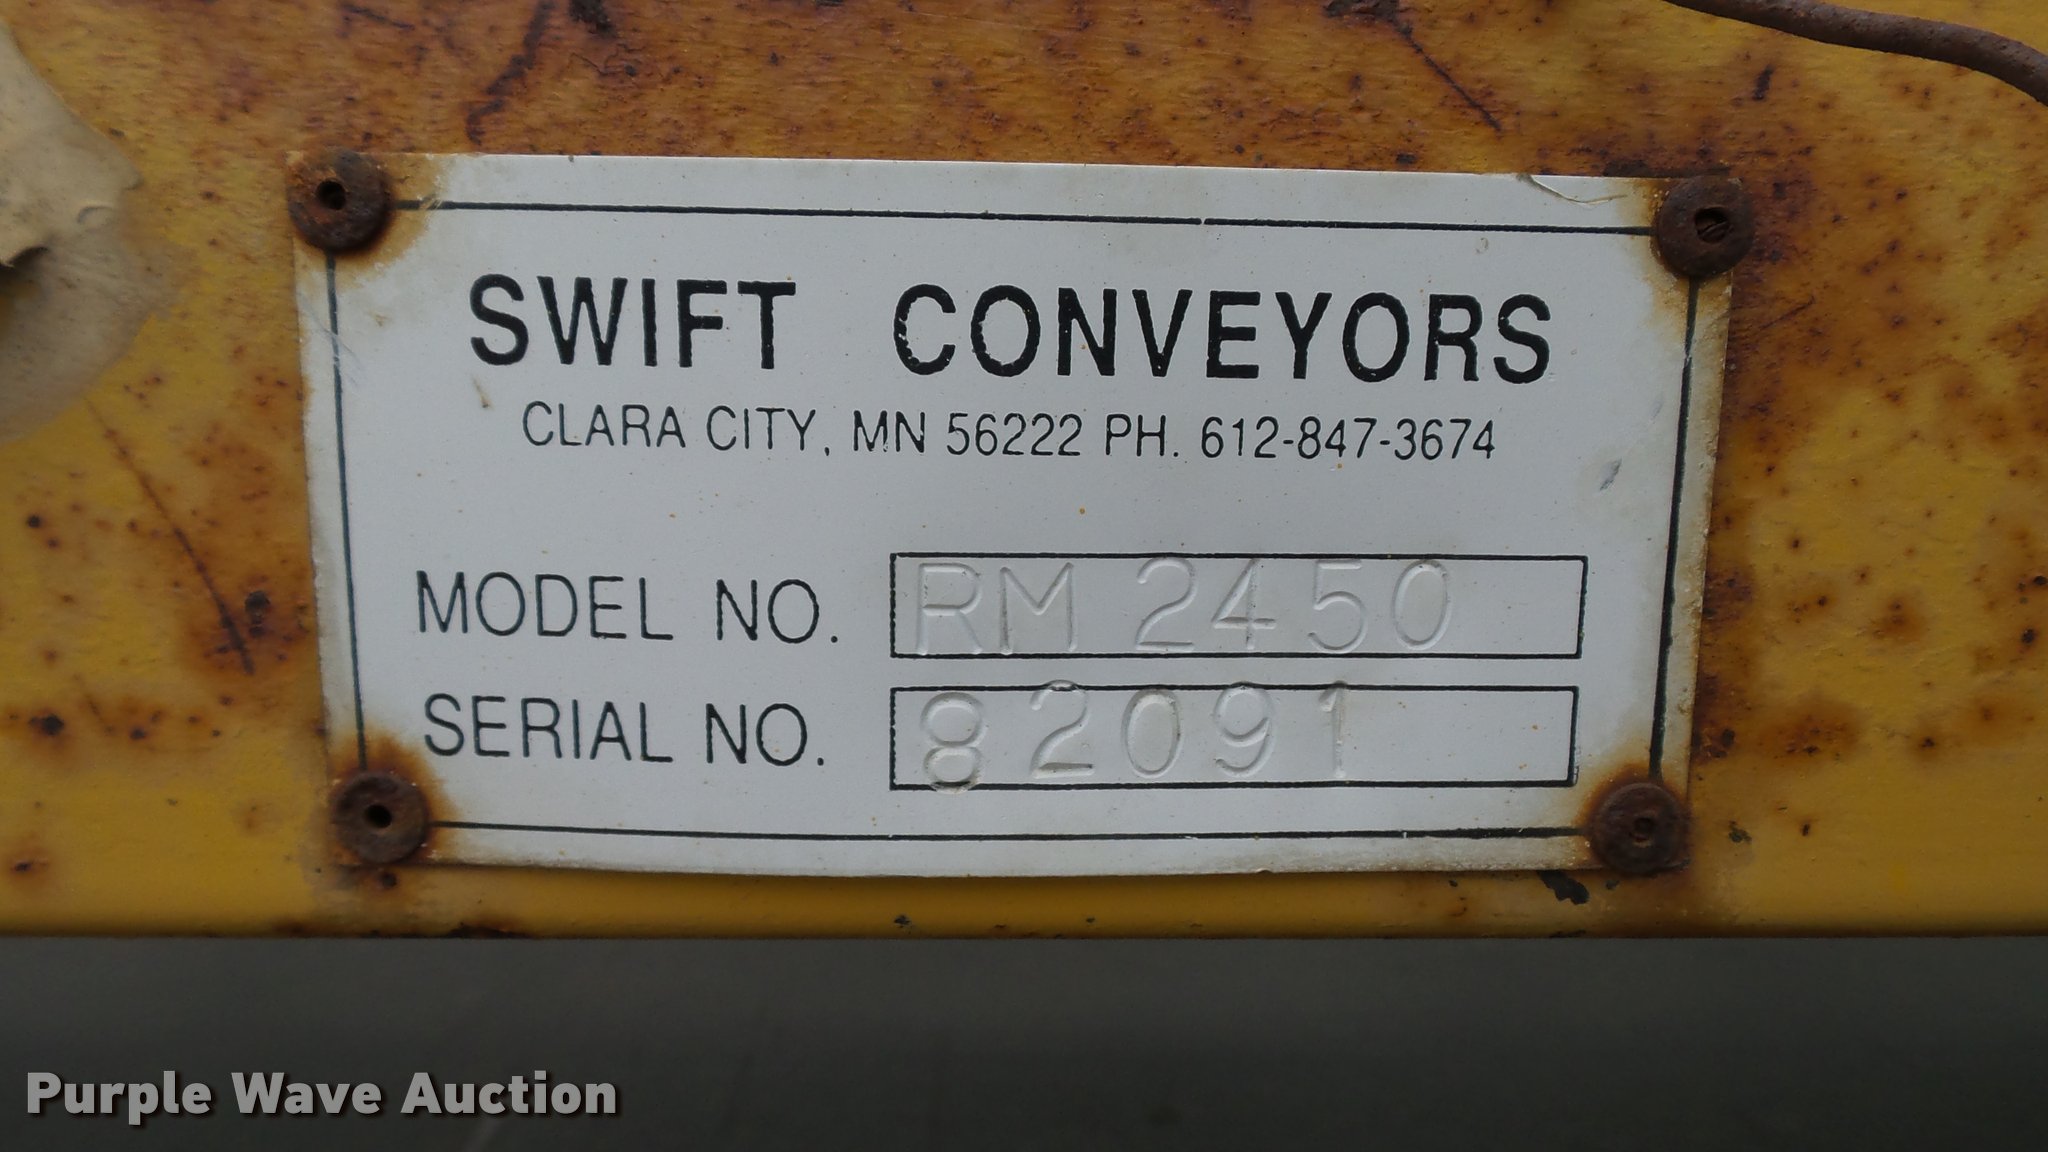 SWIFT CONVEYORS
CLARA CITY, MN 56222 PH. 612-847-3674
MODEL NO. RM 2450
SERIAL NO. 82091
Purple Wave Auction